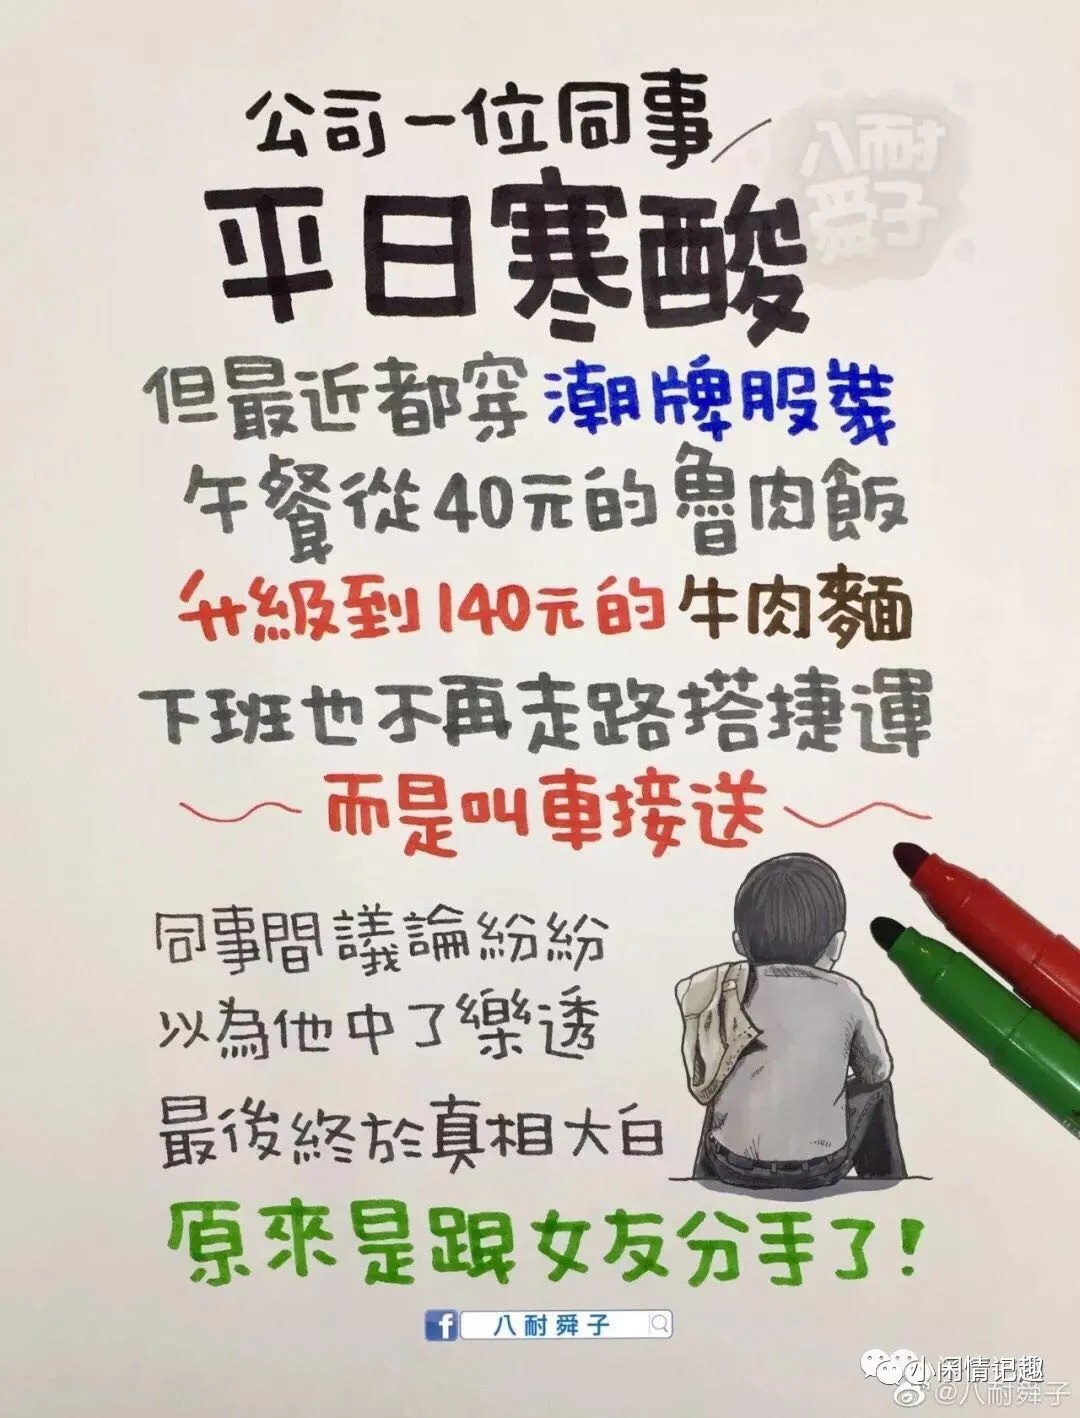 公司一位同事
八耐
舜子
平日寒酸
但最近都穿潮牌服裝
午餐從40元的魯肉飯
升級到140元的牛肉麵
下班也不再走路搭捷運
而是叫車接送
同事間議論紛紛
以為他中了樂透
最後終於真相大白
原來是跟女友分手了!
f 八耐舜子
小闲情记趣
@八耐舜子